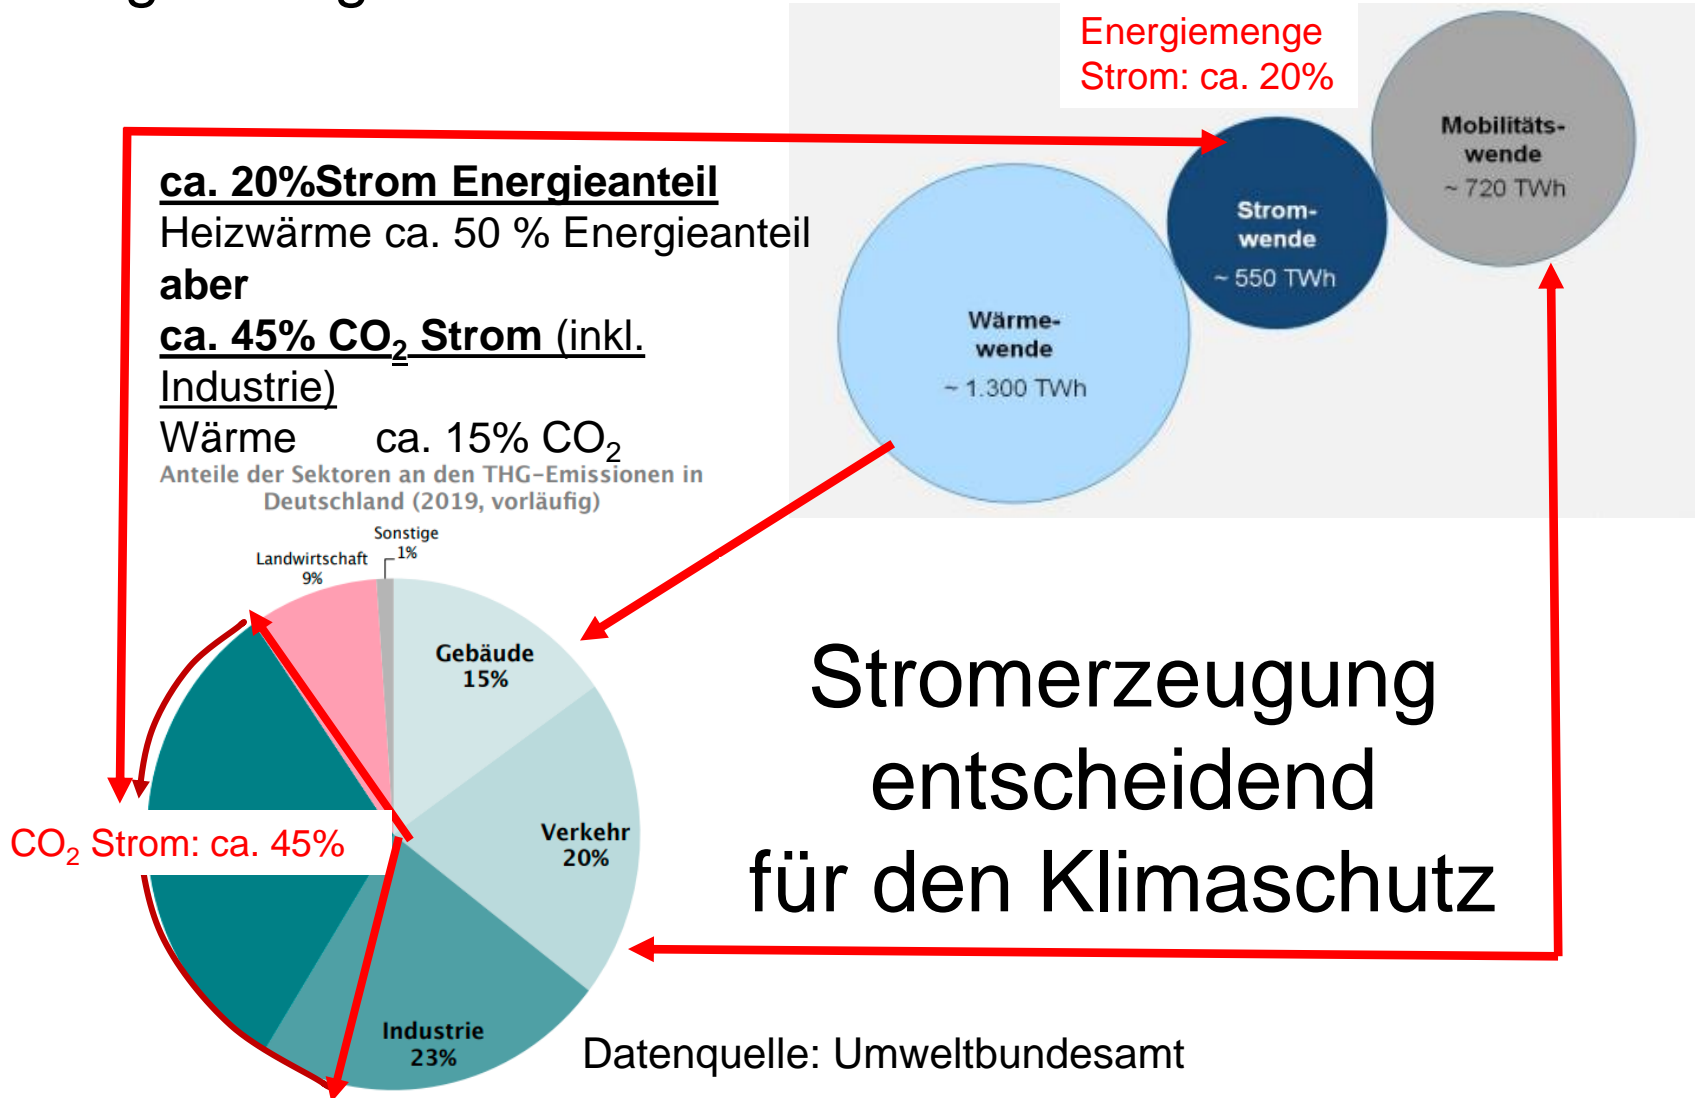 Energiemenge
Strom: ca. 20%
Mobilitäts-
wende
~ 720 TWh
Strom-
wende
~ 550 TWh
Wärme-
wende
~ 1.300 TWh
ca. 20%Strom Energieanteil
Heizwärme ca. 50 % Energieanteil
aber
ca. 45% CO₂ Strom (inkl.
Industrie)
Wärme ca. 15% CO₂
Anteile der Sektoren an den THG-Emissionen in
Deutschland (2019, vorläufig)
Sonstige
1%
Landwirtschaft
9%
Gebäude
15%
Verkehr
20%
Industrie
23%
CO₂ Strom: ca. 45%
Stromerzeugung
entscheidend
für den Klimaschutz
Datenquelle: Umweltbundesamt